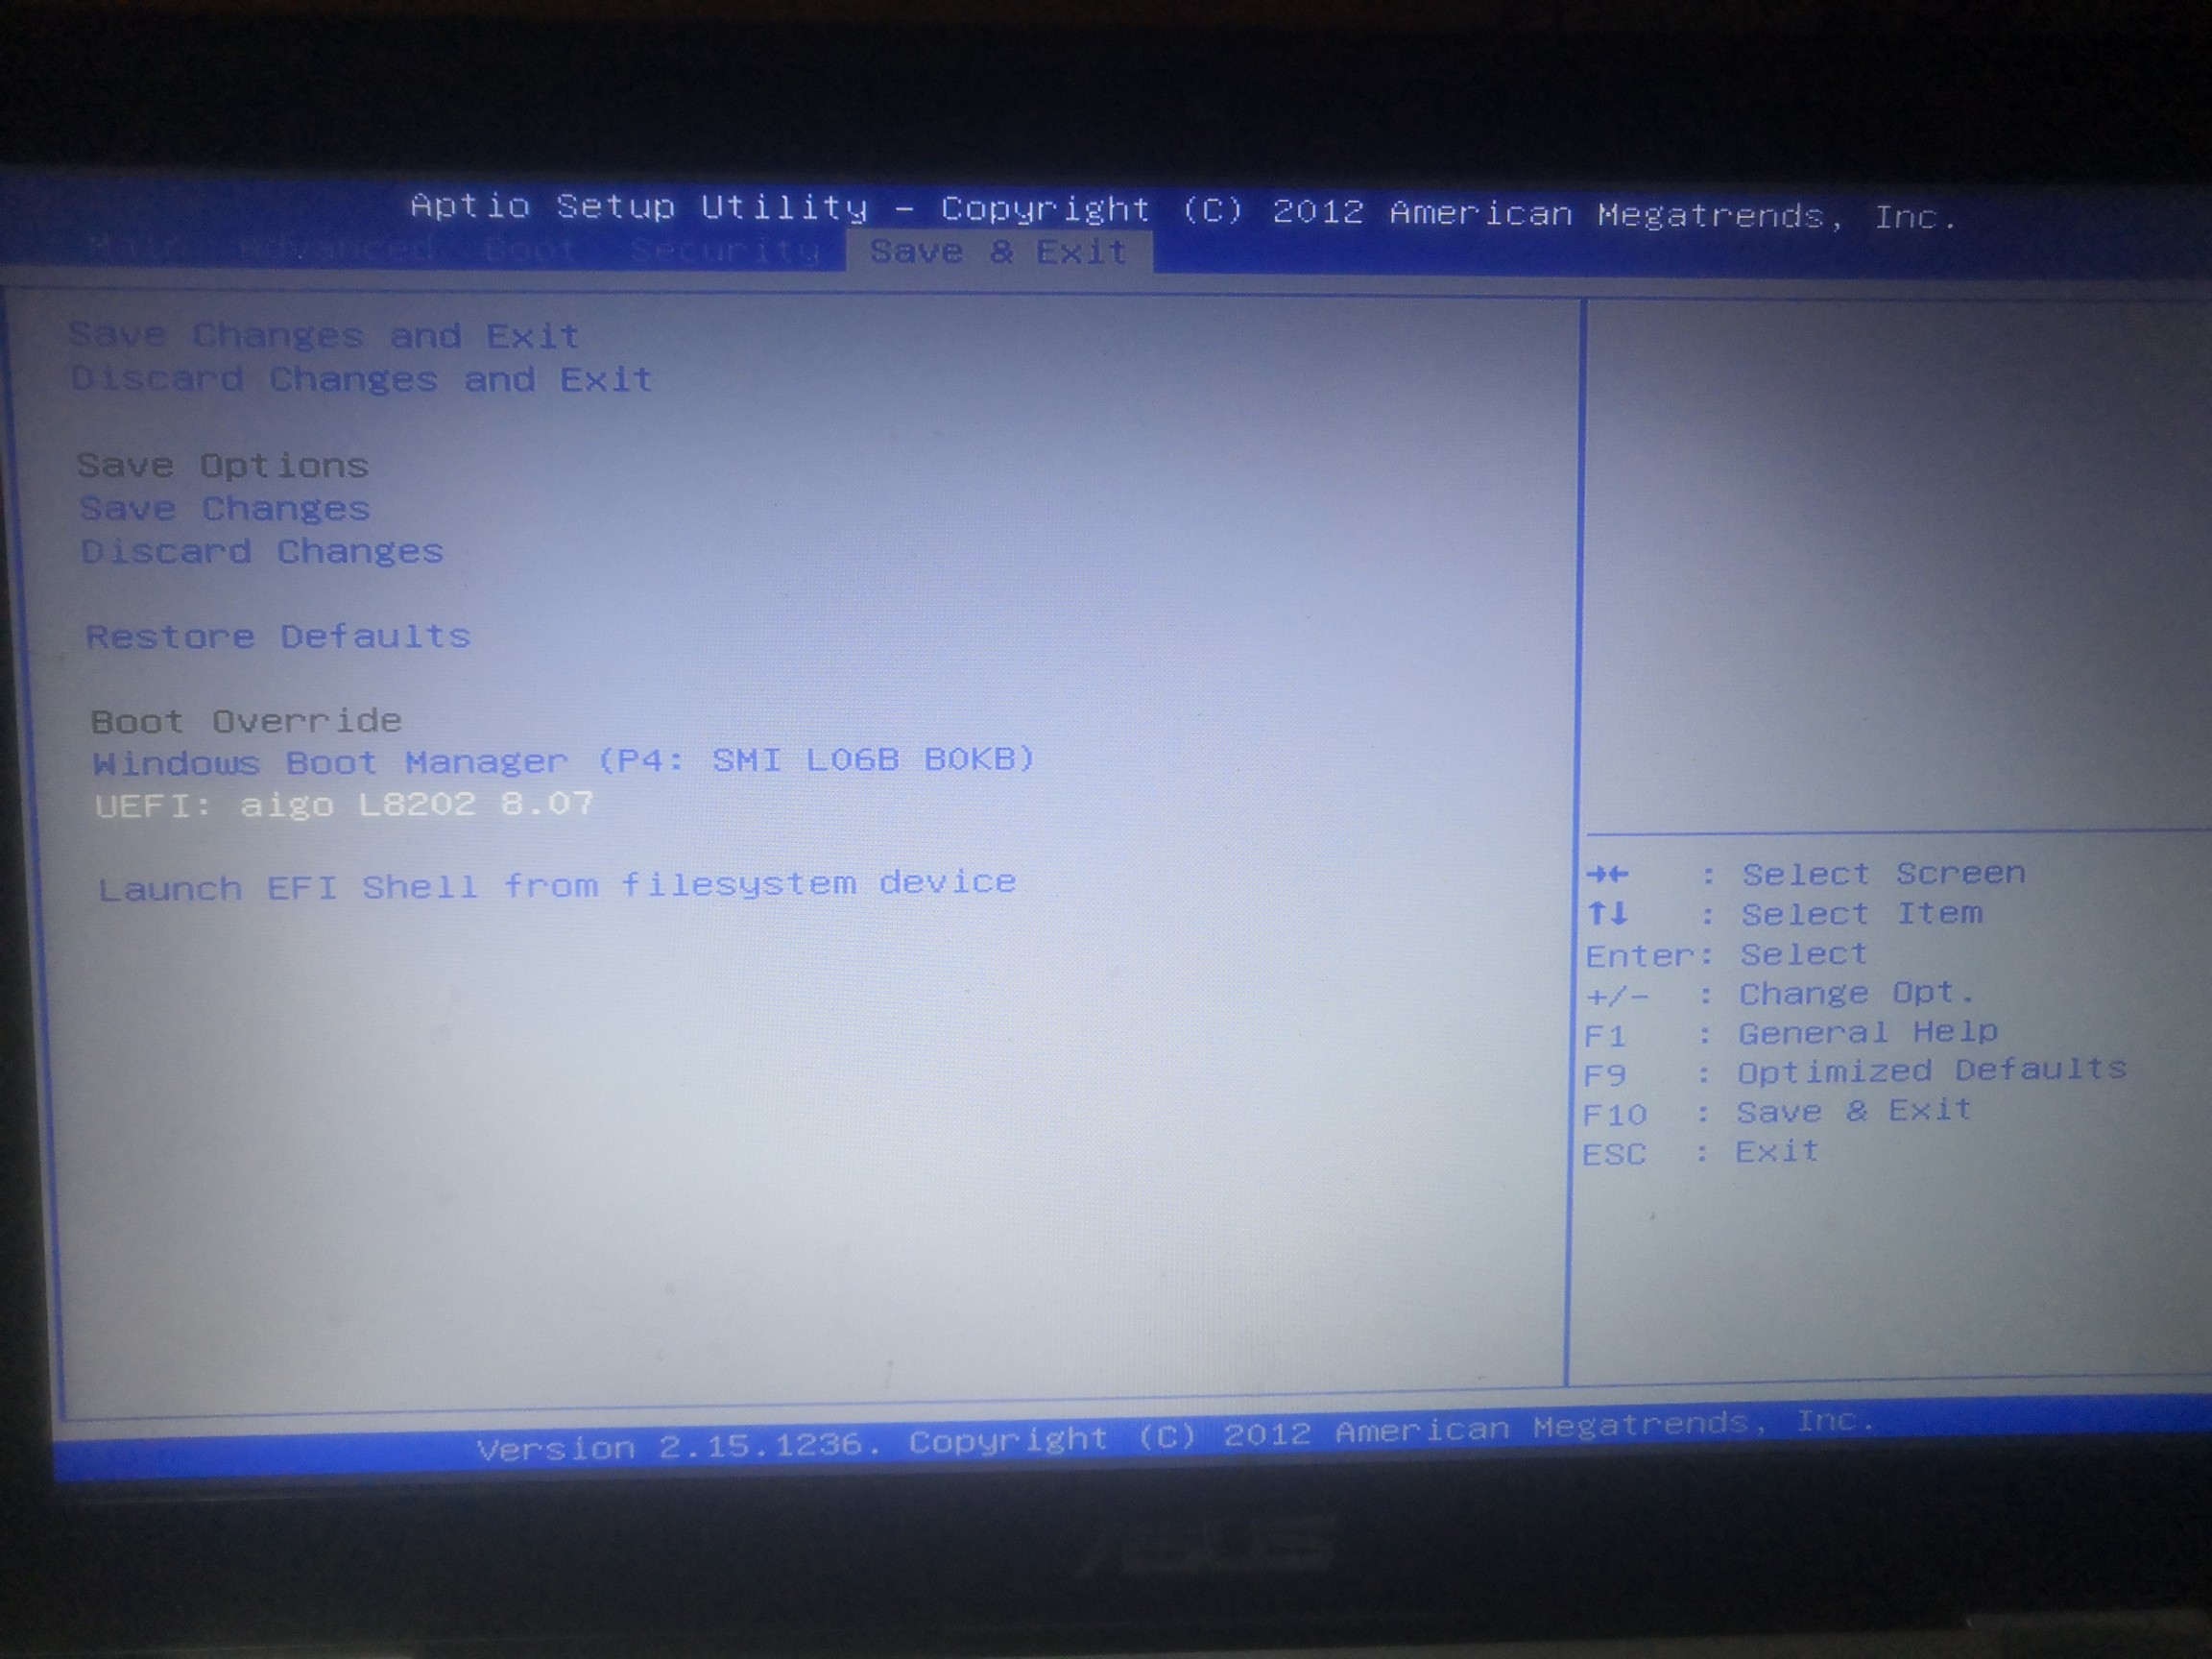 Aptio Setup Utility - Copyright (C) 2012 American Megatrends, Inc.
Main Advanced Boot Security Save & Exit
Save Changes and Exit
Discard Changes and Exit
Save Options
Save Changes
Discard Changes
Restore Defaults
Boot Override
Windows Boot Manager (P4: SMI L06B B0KB)
UEFI: aigo L8202 8.07
Launch EFI Shell from filesystem device
→← : Select Screen
↑↓ : Select Item
Enter: Select
+/- : Change Opt.
F1 : General Help
F9 : Optimized Defaults
F10 : Save & Exit
ESC : Exit
Version 2.15.1236. Copyright (C) 2012 American Megatrends, Inc.
ASUS